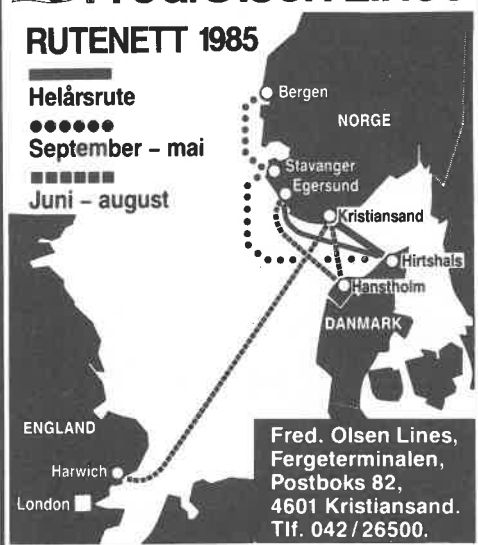 RUTENETT 1985
Helårsrute
September – mai
Juni – august
Bergen
NORGE
Stavanger
Egersund
Kristiansand
Hirtshals
Hanstholm
DANMARK
ENGLAND
Harwich
London
Fred. Olsen Lines,
Fergeterminalen,
Postboks 82,
4601 Kristiansand.
Tlf. 042/26500.